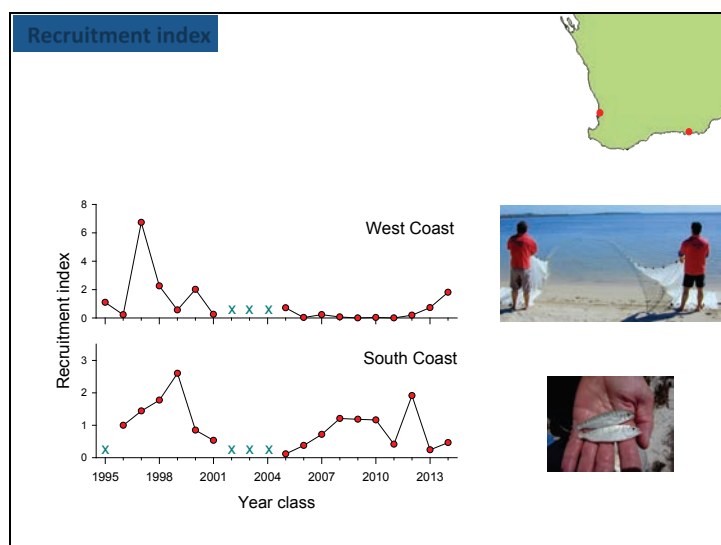 Recruitment index
8
6
4
2
0
West Coast
X X X
Recruitment index
South Coast
3
2
1
0
X X X X
1995 1998 2001 2004 2007 2010 2013
Year class